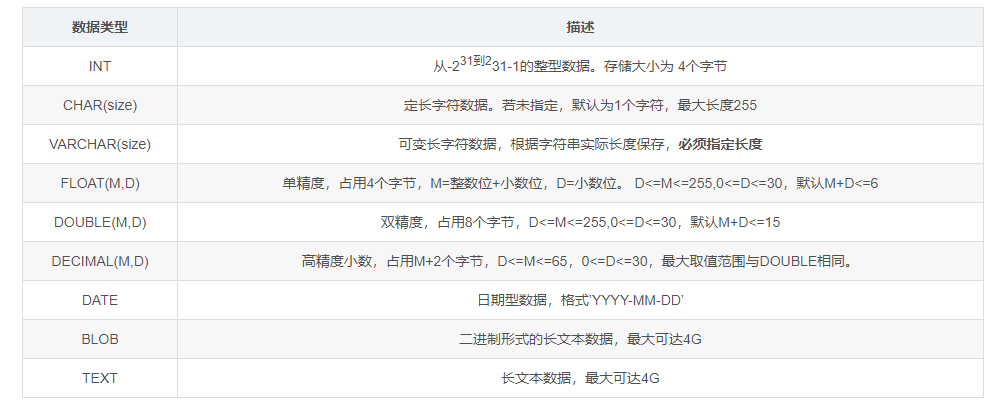 数据类型 描述
INT 从-231到231-1的整型数据。存储大小为 4个字节
CHAR(size) 定长字符数据。若未指定，默认为1个字符，最大长度255
VARCHAR(size) 可变长字符数据，根据字符串实际长度保存，必须指定长度
FLOAT(M,D) 单精度，占用4个字节，M=整数位+小数位，D=小数位。 D<=M<=255,0<=D<=30，默认M+D<=6
DOUBLE(M,D) 双精度，占用8个字节，D<=M<=255,0<=D<=30，默认M+D<=15
DECIMAL(M,D) 高精度小数，占用M+2个字节，D<=M<=65，0<=D<=30，最大取值范围与DOUBLE相同。
DATE 日期型数据，格式'YYYY-MM-DD'
BLOB 二进制形式的长文本数据，最大可达4G
TEXT 长文本数据，最大可达4G